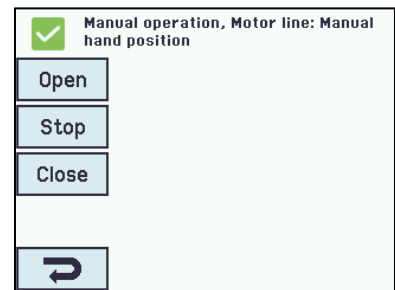 Manual operation, Motor line: Manual
hand position
Open
Stop
Close